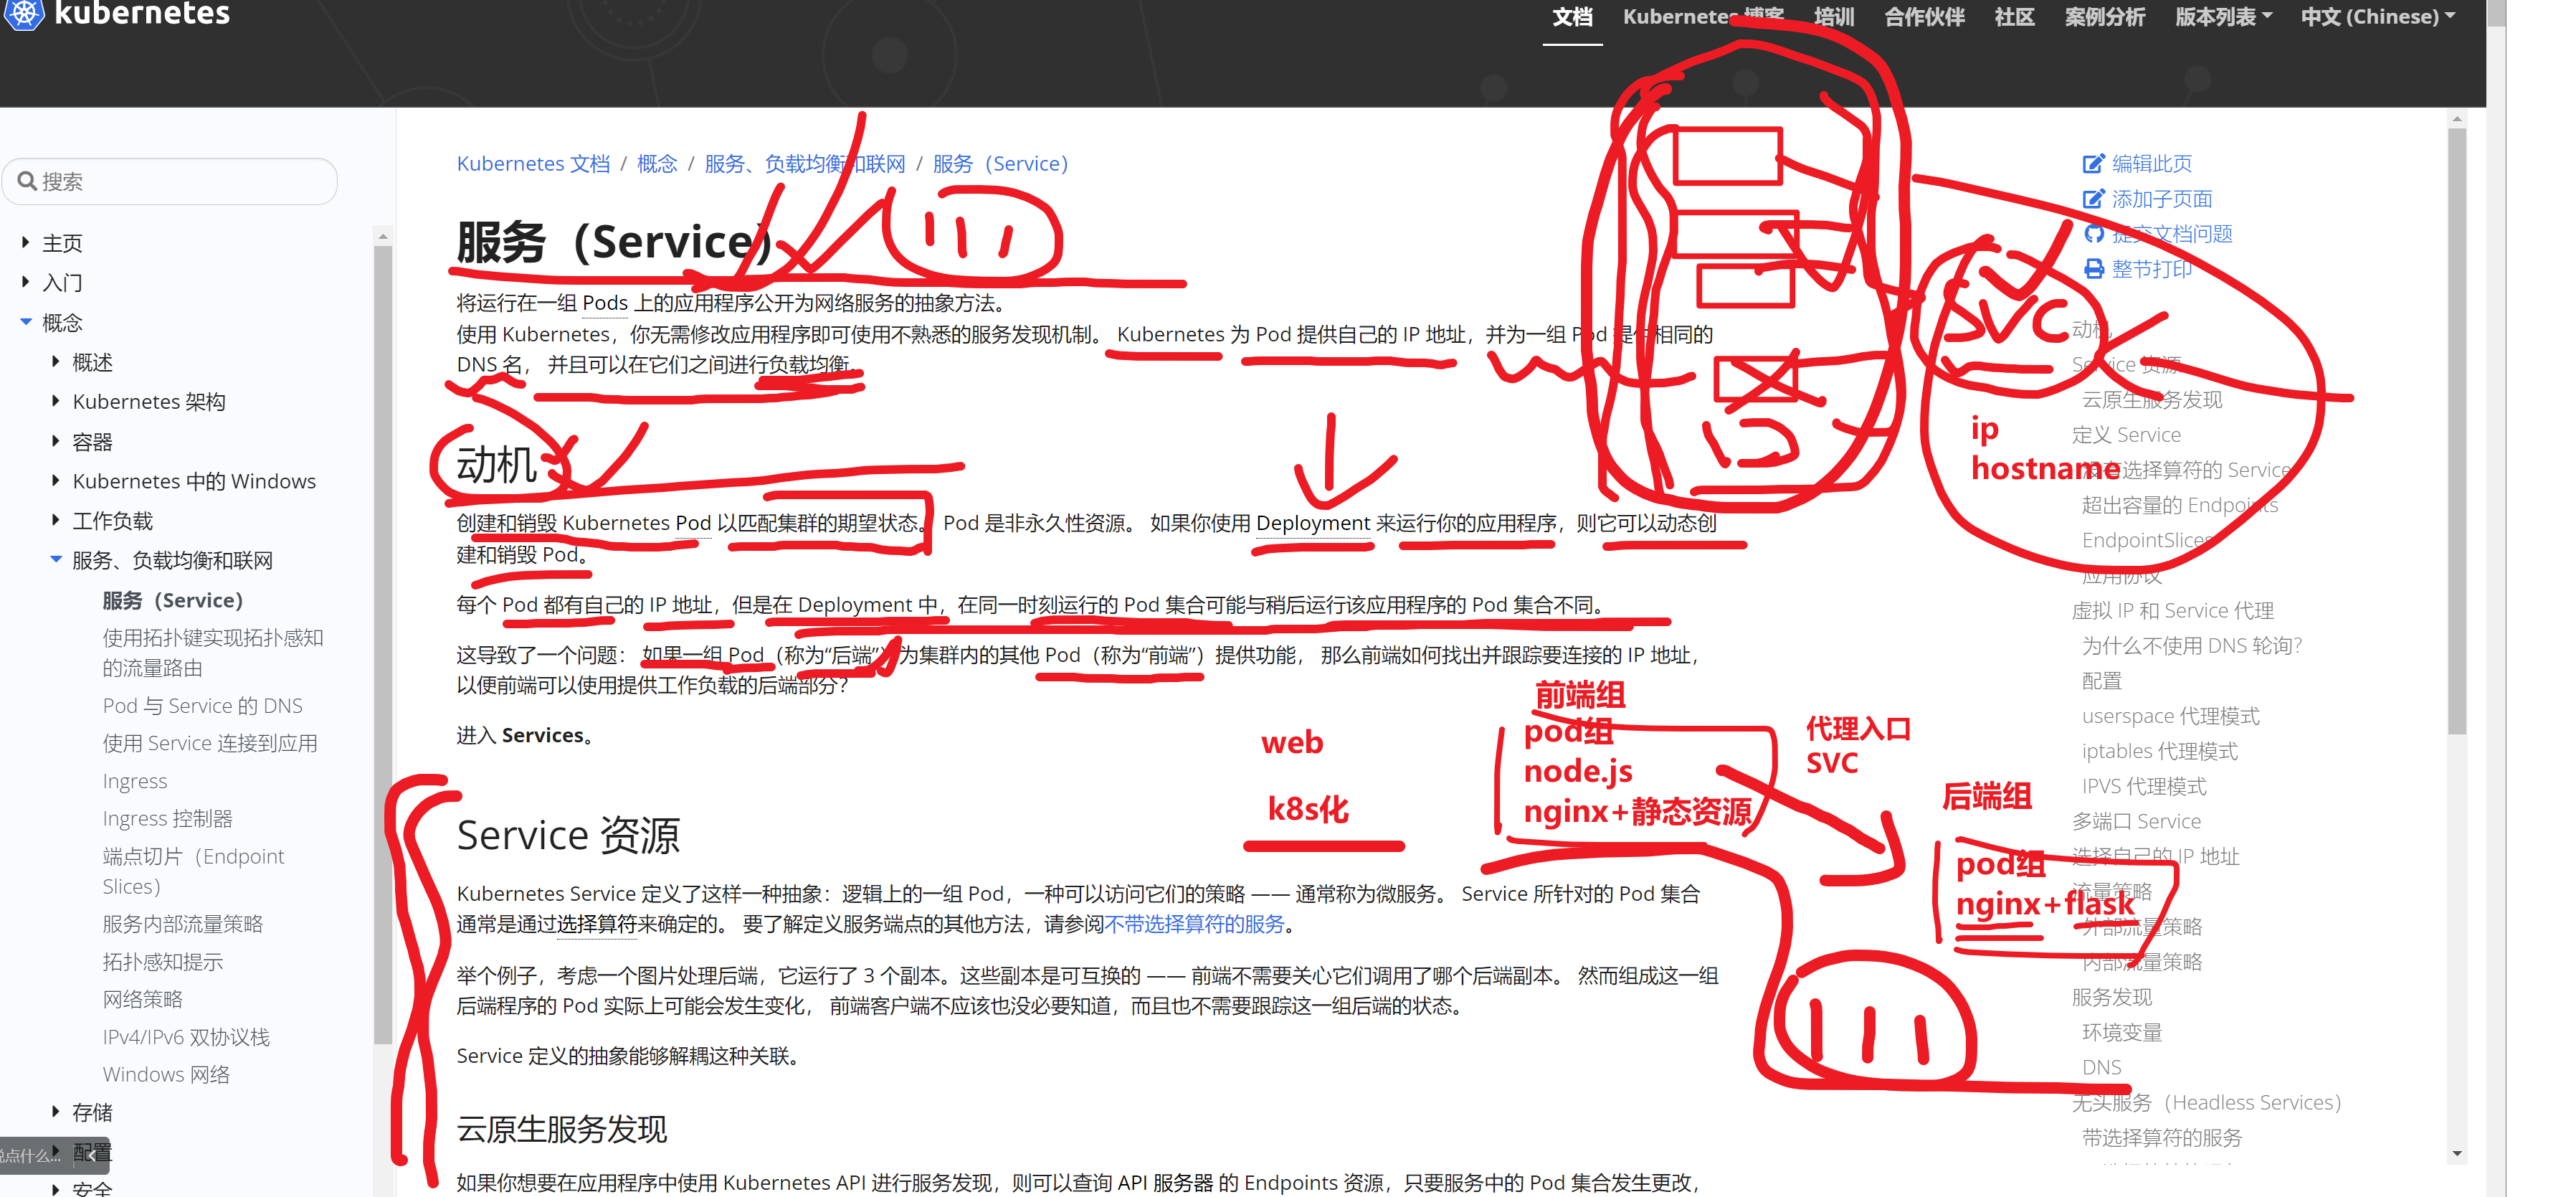 kubernetes
文档
Kubernetes 博客
培训
合作伙伴
社区
案例分析
版本列表
中文 (Chinese)
搜索
主页
入门
概念
概述
Kubernetes 架构
容器
Kubernetes 中的 Windows
工作负载
服务、负载均衡和联网
服务（Service）
使用拓扑键实现拓扑感知
的流量路由
Pod 与 Service 的 DNS
使用 Service 连接到应用
Ingress
Ingress 控制器
端点切片（Endpoint
Slices）
服务内部流量策略
拓扑感知提示
网络策略
IPv4/IPv6 双协议栈
Windows 网络
存储
配置
安全
说点什么...
Kubernetes 文档 / 概念 / 服务、负载均衡和联网 / 服务（Service）
服务（Service）
将运行在一组 Pods 上的应用程序公开为网络服务的抽象方法。
使用 Kubernetes，你无需修改应用程序即可使用不熟悉的服务发现机制。 Kubernetes 为 Pod 提供自己的 IP 地址，并为一组 Pod 提供相同的
DNS 名， 并且可以在它们之间进行负载均衡。
动机
创建和销毁 Kubernetes Pod 以匹配集群的期望状态。 Pod 是非永久性资源。 如果你使用 Deployment 来运行你的应用程序，则它可以动态创
建和销毁 Pod。
每个 Pod 都有自己的 IP 地址，但是在 Deployment 中，在同一时刻运行的 Pod 集合可能与稍后运行该应用程序的 Pod 集合不同。
这导致了一个问题： 如果一组 Pod（称为“后端”）为集群内的其他 Pod（称为“前端”）提供功能， 那么前端如何找出并跟踪要连接的 IP 地址，
以便前端可以使用提供工作负载的后端部分？
进入 Services。
Service 资源
Kubernetes Service 定义了这样一种抽象：逻辑上的一组 Pod，一种可以访问它们的策略 —— 通常称为微服务。 Service 所针对的 Pod 集合
通常是通过选择算符来确定的。 要了解定义服务端点的其他方法，请参阅不带选择算符的服务。
举个例子，考虑一个图片处理后端，它运行了 3 个副本。这些副本是可互换的 —— 前端不需要关心它们调用了哪个后端副本。 然而组成这一组
后端程序的 Pod 实际上可能会发生变化， 前端客户端不应该也没必要知道，而且也不需要跟踪这一组后端的状态。
Service 定义的抽象能够解耦这种关联。
云原生服务发现
如果你想要在应用程序中使用 Kubernetes API 进行服务发现，则可以查询 API 服务器 的 Endpoints 资源，只要服务中的 Pod 集合发生更改，
web
k8s化
前端组
pod组
node.js
nginx+静态资源
代理入口
SVC
后端组
pod组
nginx+flask
SVC
ip
hostname
编辑此页
添加子页面
提交文档问题
整节打印
动机
Service 资源
云原生服务发现
定义 Service
选择算符的 Service
超出容量的 Endpoints
EndpointSlices
应用协议
虚拟 IP 和 Service 代理
为什么不使用 DNS 轮询？
配置
userspace 代理模式
iptables 代理模式
IPVS 代理模式
多端口 Service
选择自己的 IP 地址
流量策略
外部流量策略
内部流量策略
服务发现
环境变量
DNS
无头服务（Headless Services）
带选择算符的服务